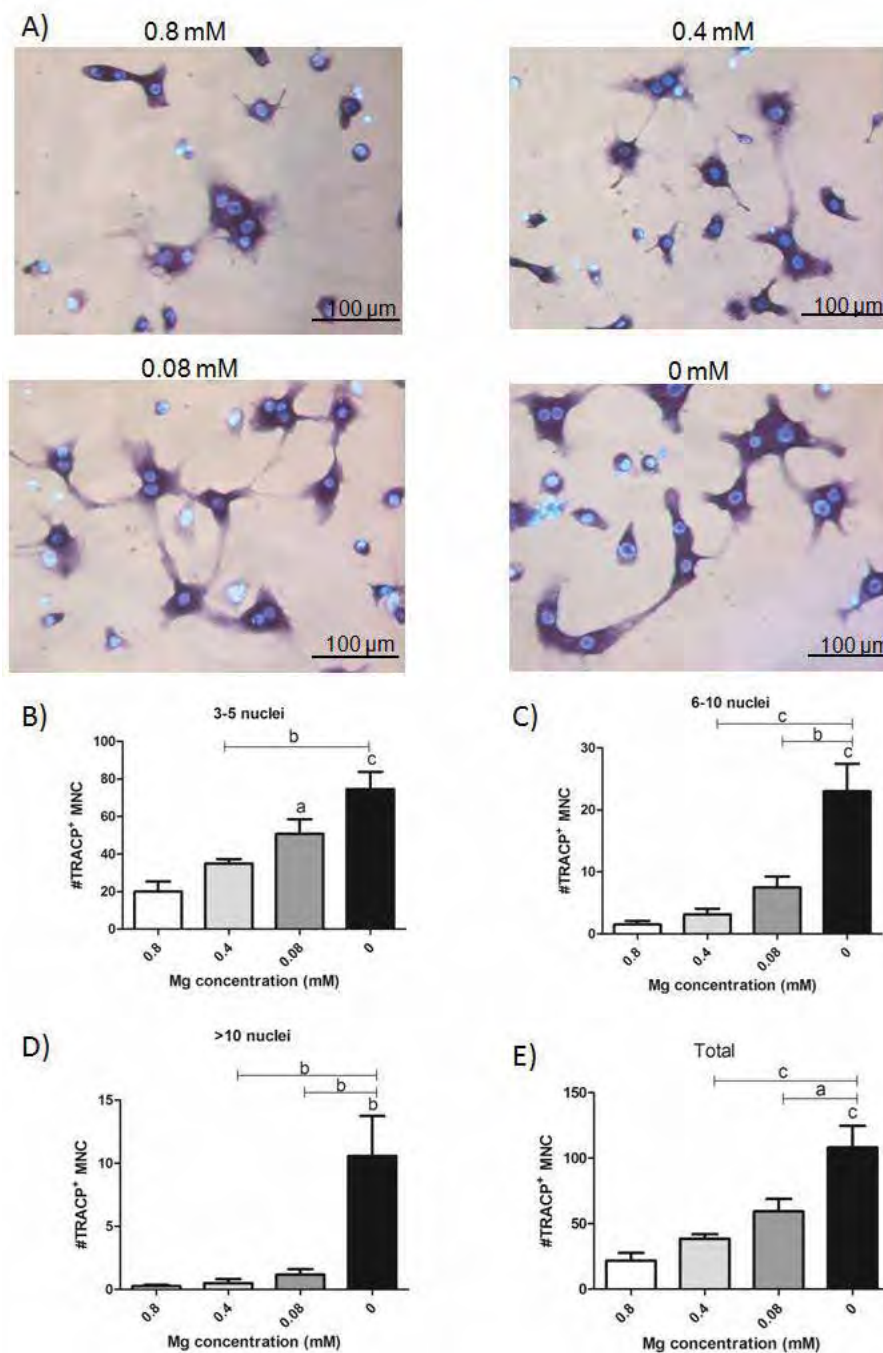 A)
0.8 mM
0.4 mM
100 µm
100 µm
0.08 mM
0 mM
100 µm
100 µm
B)
3-5 nuclei
b
c
a
100
80
60
40
20
0
#TRACP⁺ MNC
0.8
0.4
0.08
0
Mg concentration (mM)
C)
6-10 nuclei
c
b
c
30
20
10
0
#TRACP⁺ MNC
0.8
0.4
0.08
0
Mg concentration (mM)
D)
>10 nuclei
b
b
b
15
10
5
0
#TRACP⁺ MNC
0.8
0.4
0.08
0
Mg concentration (mM)
E)
Total
c
a
c
150
100
50
0
#TRACP⁺ MNC
0.8
0.4
0.08
0
Mg concentration (mM)